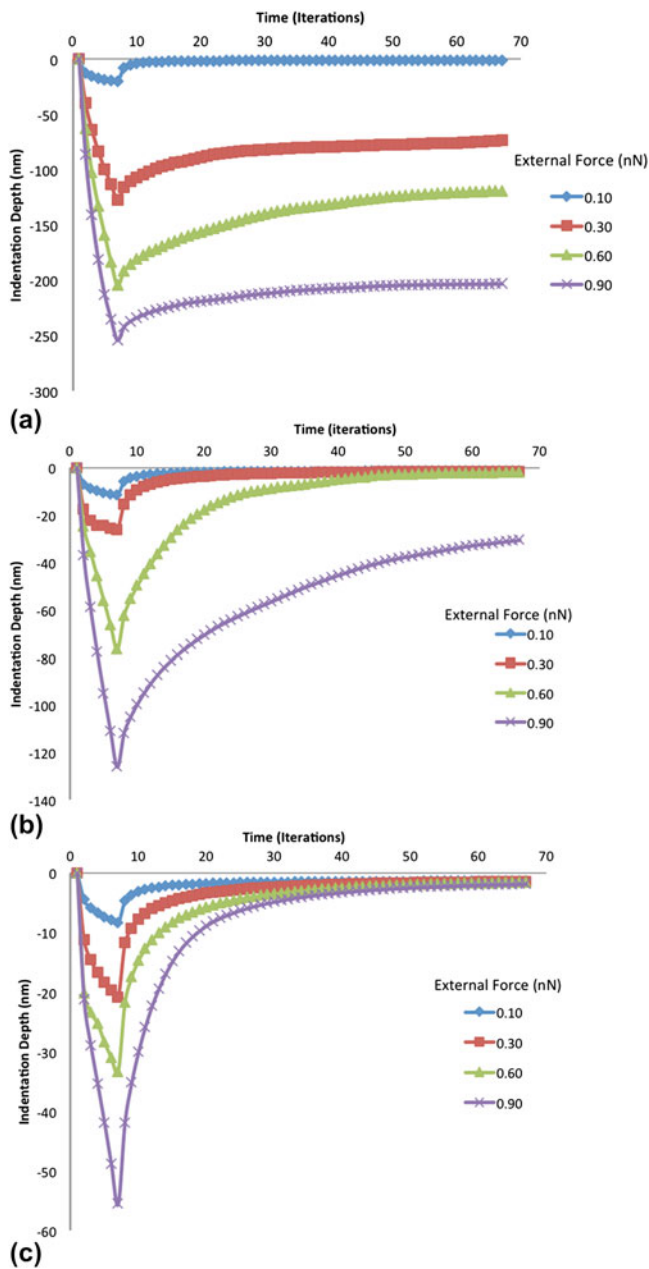 Time (Iterations)
0 10 20 30 40 50 60 70
0
-50
-100
-150
-200
-250
-300
Indentation Depth (nm)
External Force (nN)
0.10
0.30
0.60
0.90
(a)
Time (iterations)
0 10 20 30 40 50 60 70
0
-20
-40
-60
-80
-100
-120
-140
Indentation Depth (nm)
External Force (nN)
0.10
0.30
0.60
0.90
(b)
Time (Iterations)
0 10 20 30 40 50 60 70
0
-10
-20
-30
-40
-50
-60
Indentation Depth (nm)
External Force (nN)
0.10
0.30
0.60
0.90
(c)